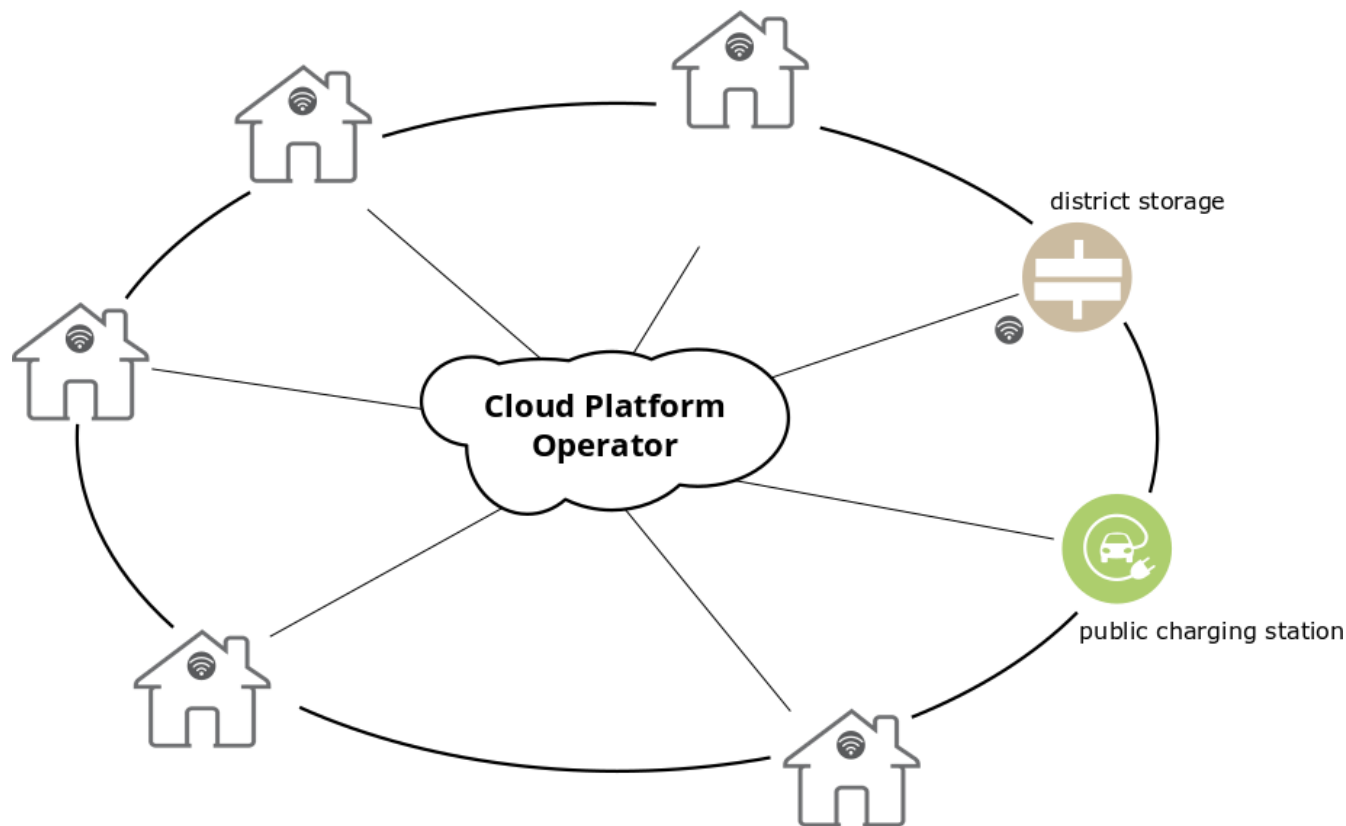 district storage
Cloud Platform
Operator
public charging station